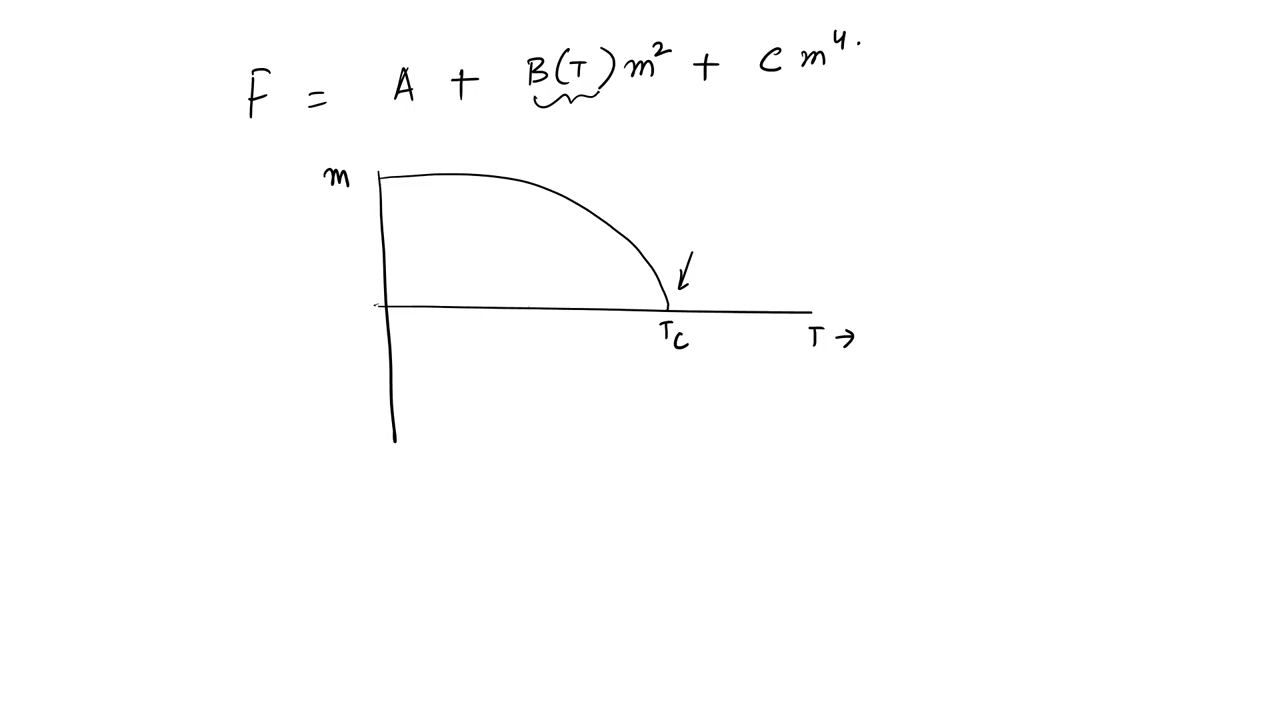 F = A + B(T)m² + C m⁴.
m
T_C
T →